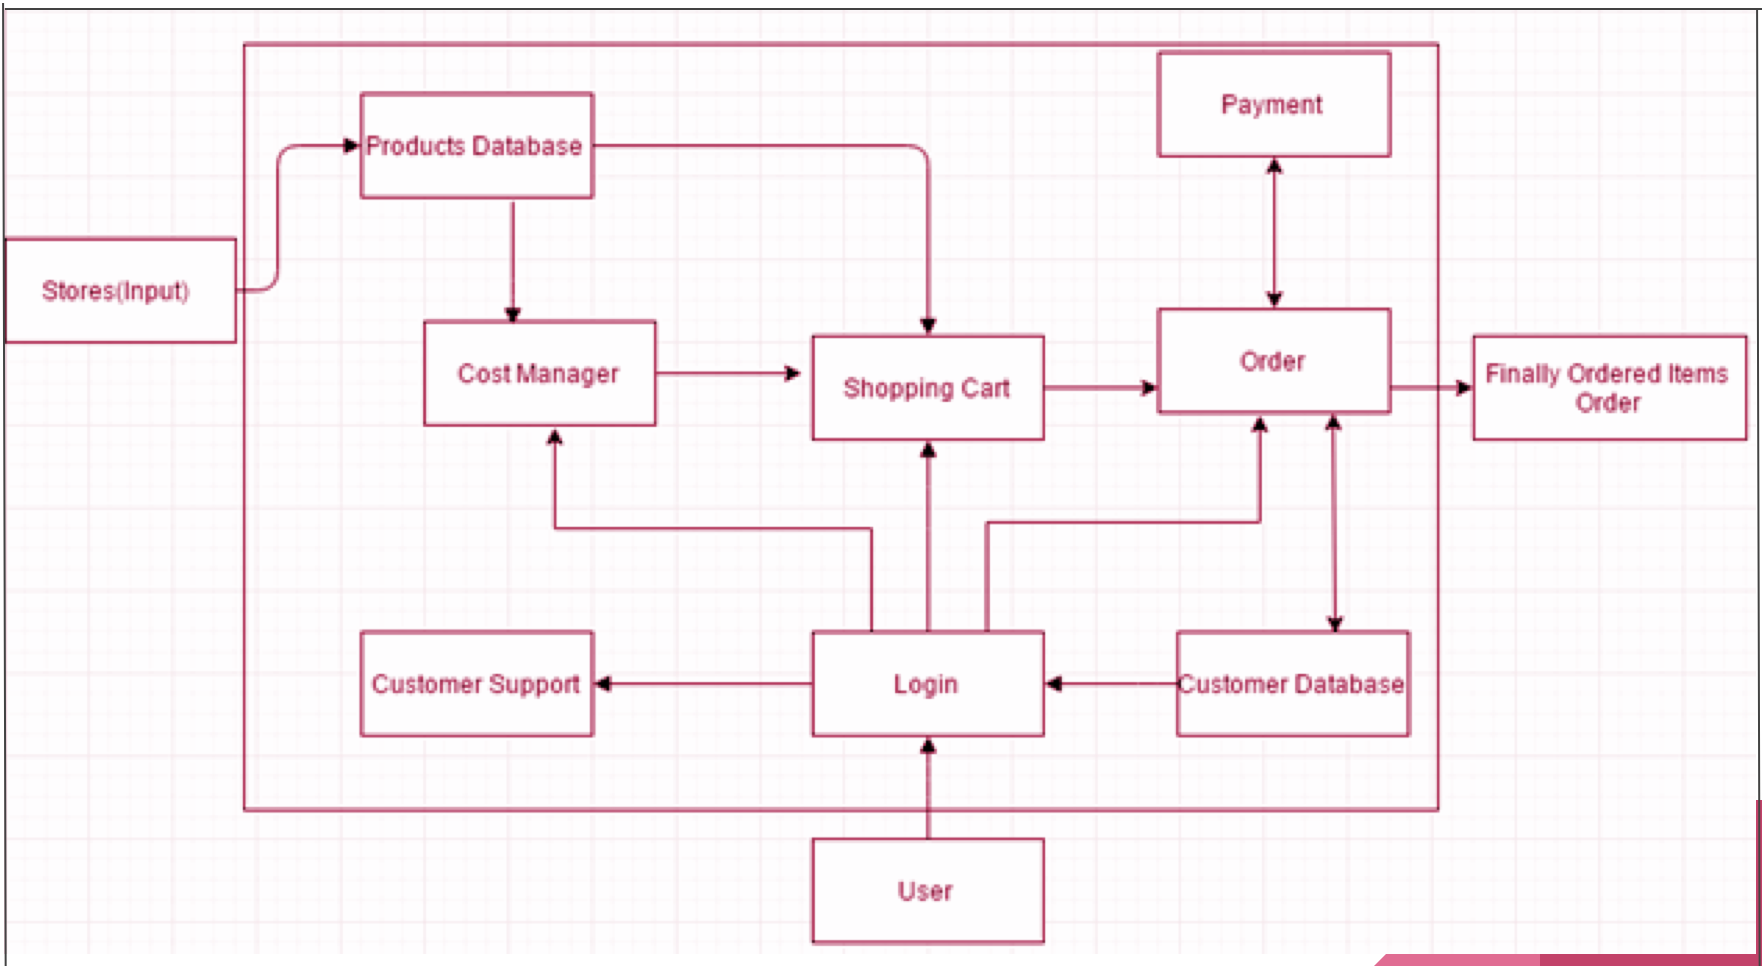 Payment
Products Database
Stores(Input)
Cost Manager
Shopping Cart
Order
Finally Ordered Items
Order
Customer Support
Login
Customer Database
User